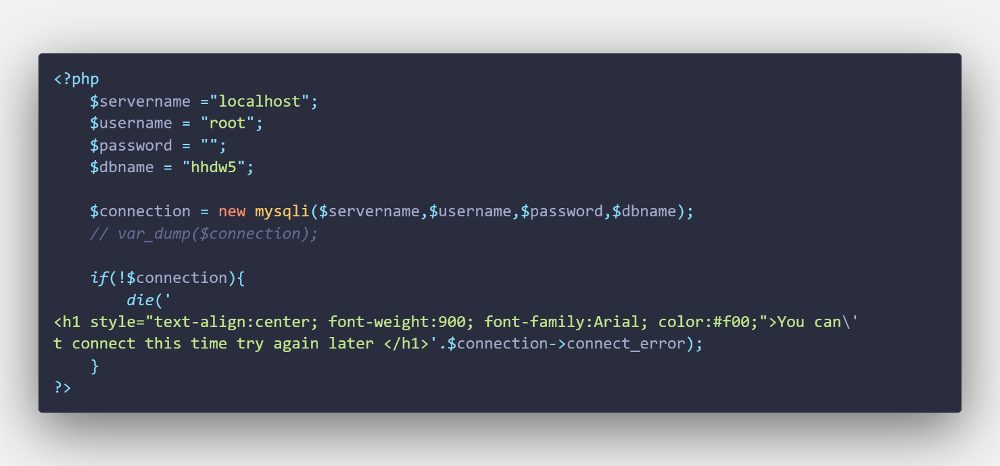 <?php
    $servername ="localhost";
    $username = "root";
    $password = "";
    $dbname = "hhdw5";

    $connection = new mysqli($servername,$username,$password,$dbname);
    // var_dump($connection);

    if(!$connection){
        die('
<h1 style="text-align:center; font-weight:900; font-family:Arial; color:#f00;">You can\'
t connect this time try again later </h1>'.$connection->connect_error);
    }
?>